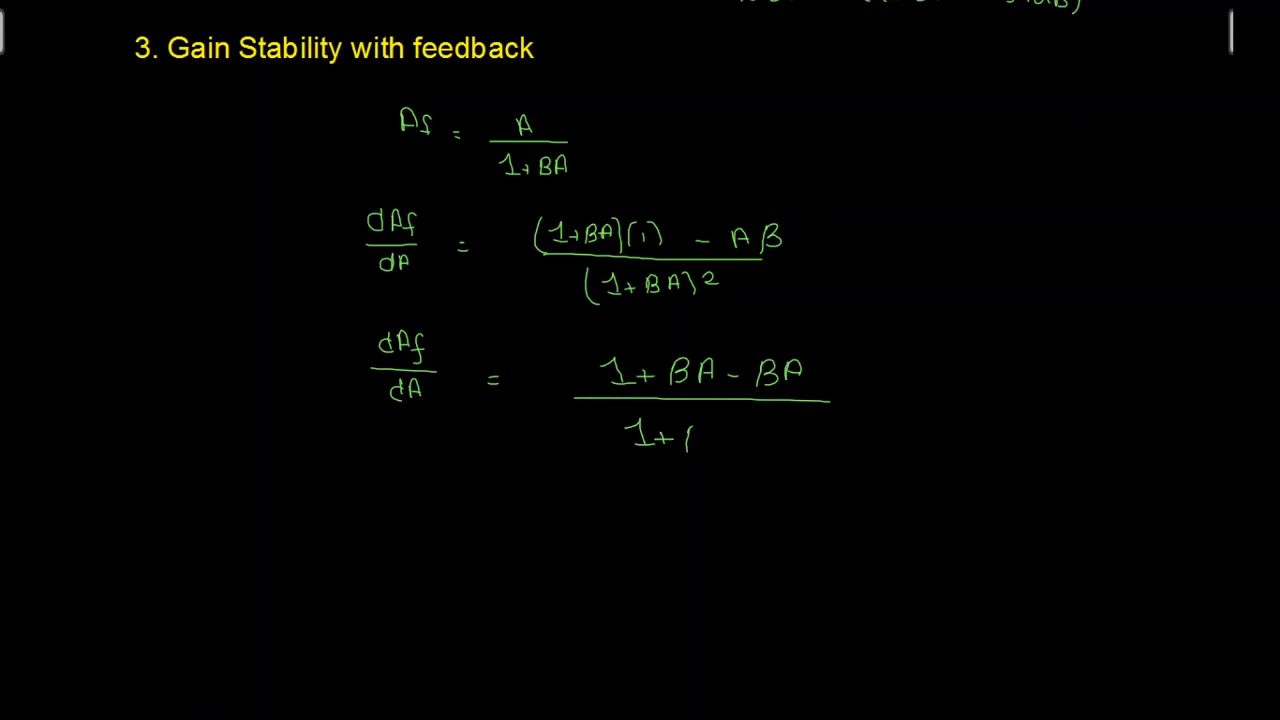 3. Gain Stability with feedback
Af = A
1+BA
dAf
dA
= (1+BA)(1) - AB
(1+BA)2
dAf
dA
= 1+BA-BA
1+